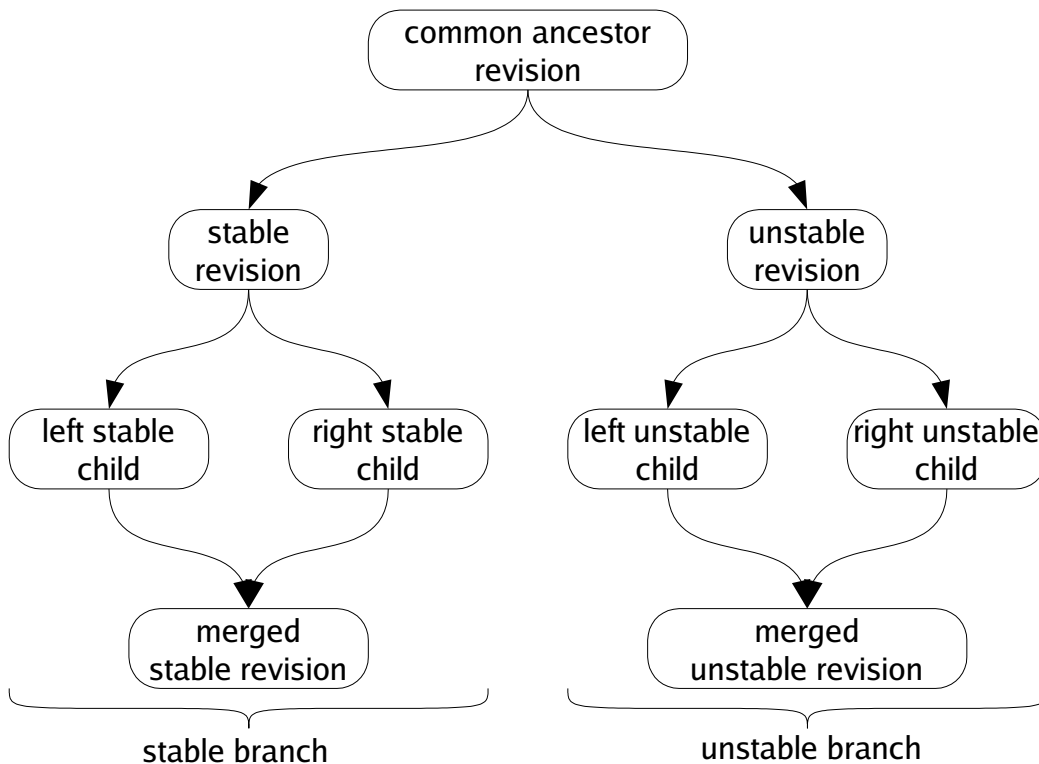 common ancestor
revision
stable
revision
unstable
revision
left stable
child
right stable
child
left unstable
child
right unstable
child
merged
stable revision
merged
unstable revision
stable branch
unstable branch